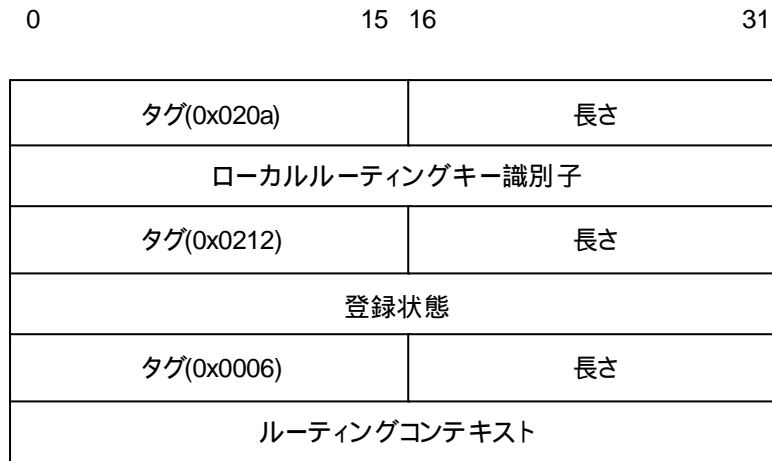 0 15 16 31
タグ(0x020a) 長さ
ローカルルーティングキー識別子
タグ(0x0212) 長さ
登録状態
タグ(0x0006) 長さ
ルーティングコンテキスト